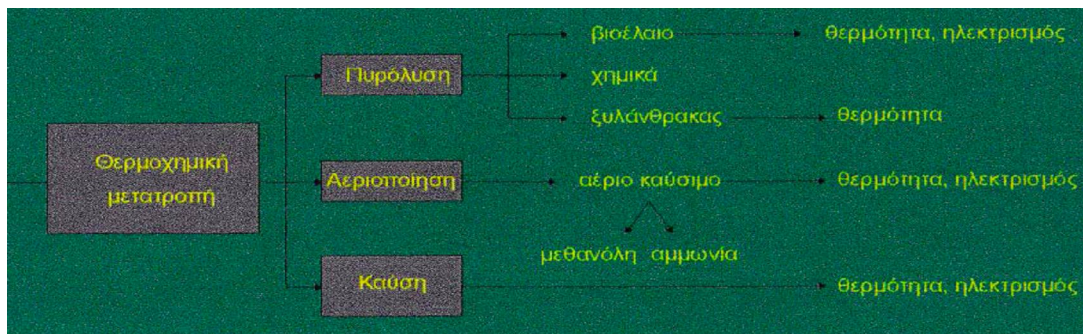 βιοέλαιο θερμότητα, ηλεκτρισμός
Πυρόλυση χημικά
ξυλάνθρακας θερμότητα
Θερμοχημική
μετατροπή
Αεριοποίηση αέριο καύσιμο θερμότητα, ηλεκτρισμός
μεθανόλη αμμωνία
Καύση θερμότητα, ηλεκτρισμός